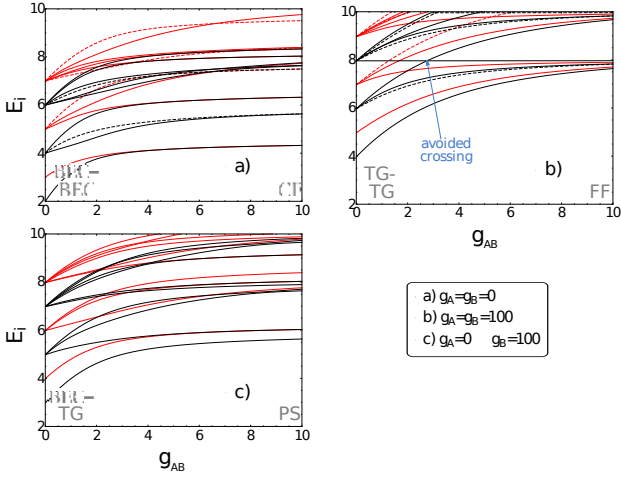 10
8
6
4
2
E_i
BEC-
BEC
a)
CF
0
2
4
6
8
10
10
8
6
4
2
avoided
crossing
TG-
TG
b)
FF
0
2
4
6
8
10
g_AB
10
8
6
4
2
E_i
BEC-
TG
c)
PS
0
2
4
6
8
10
g_AB
a) g_A=g_B=0
b) g_A=g_B=100
c) g_A=0 g_B=100